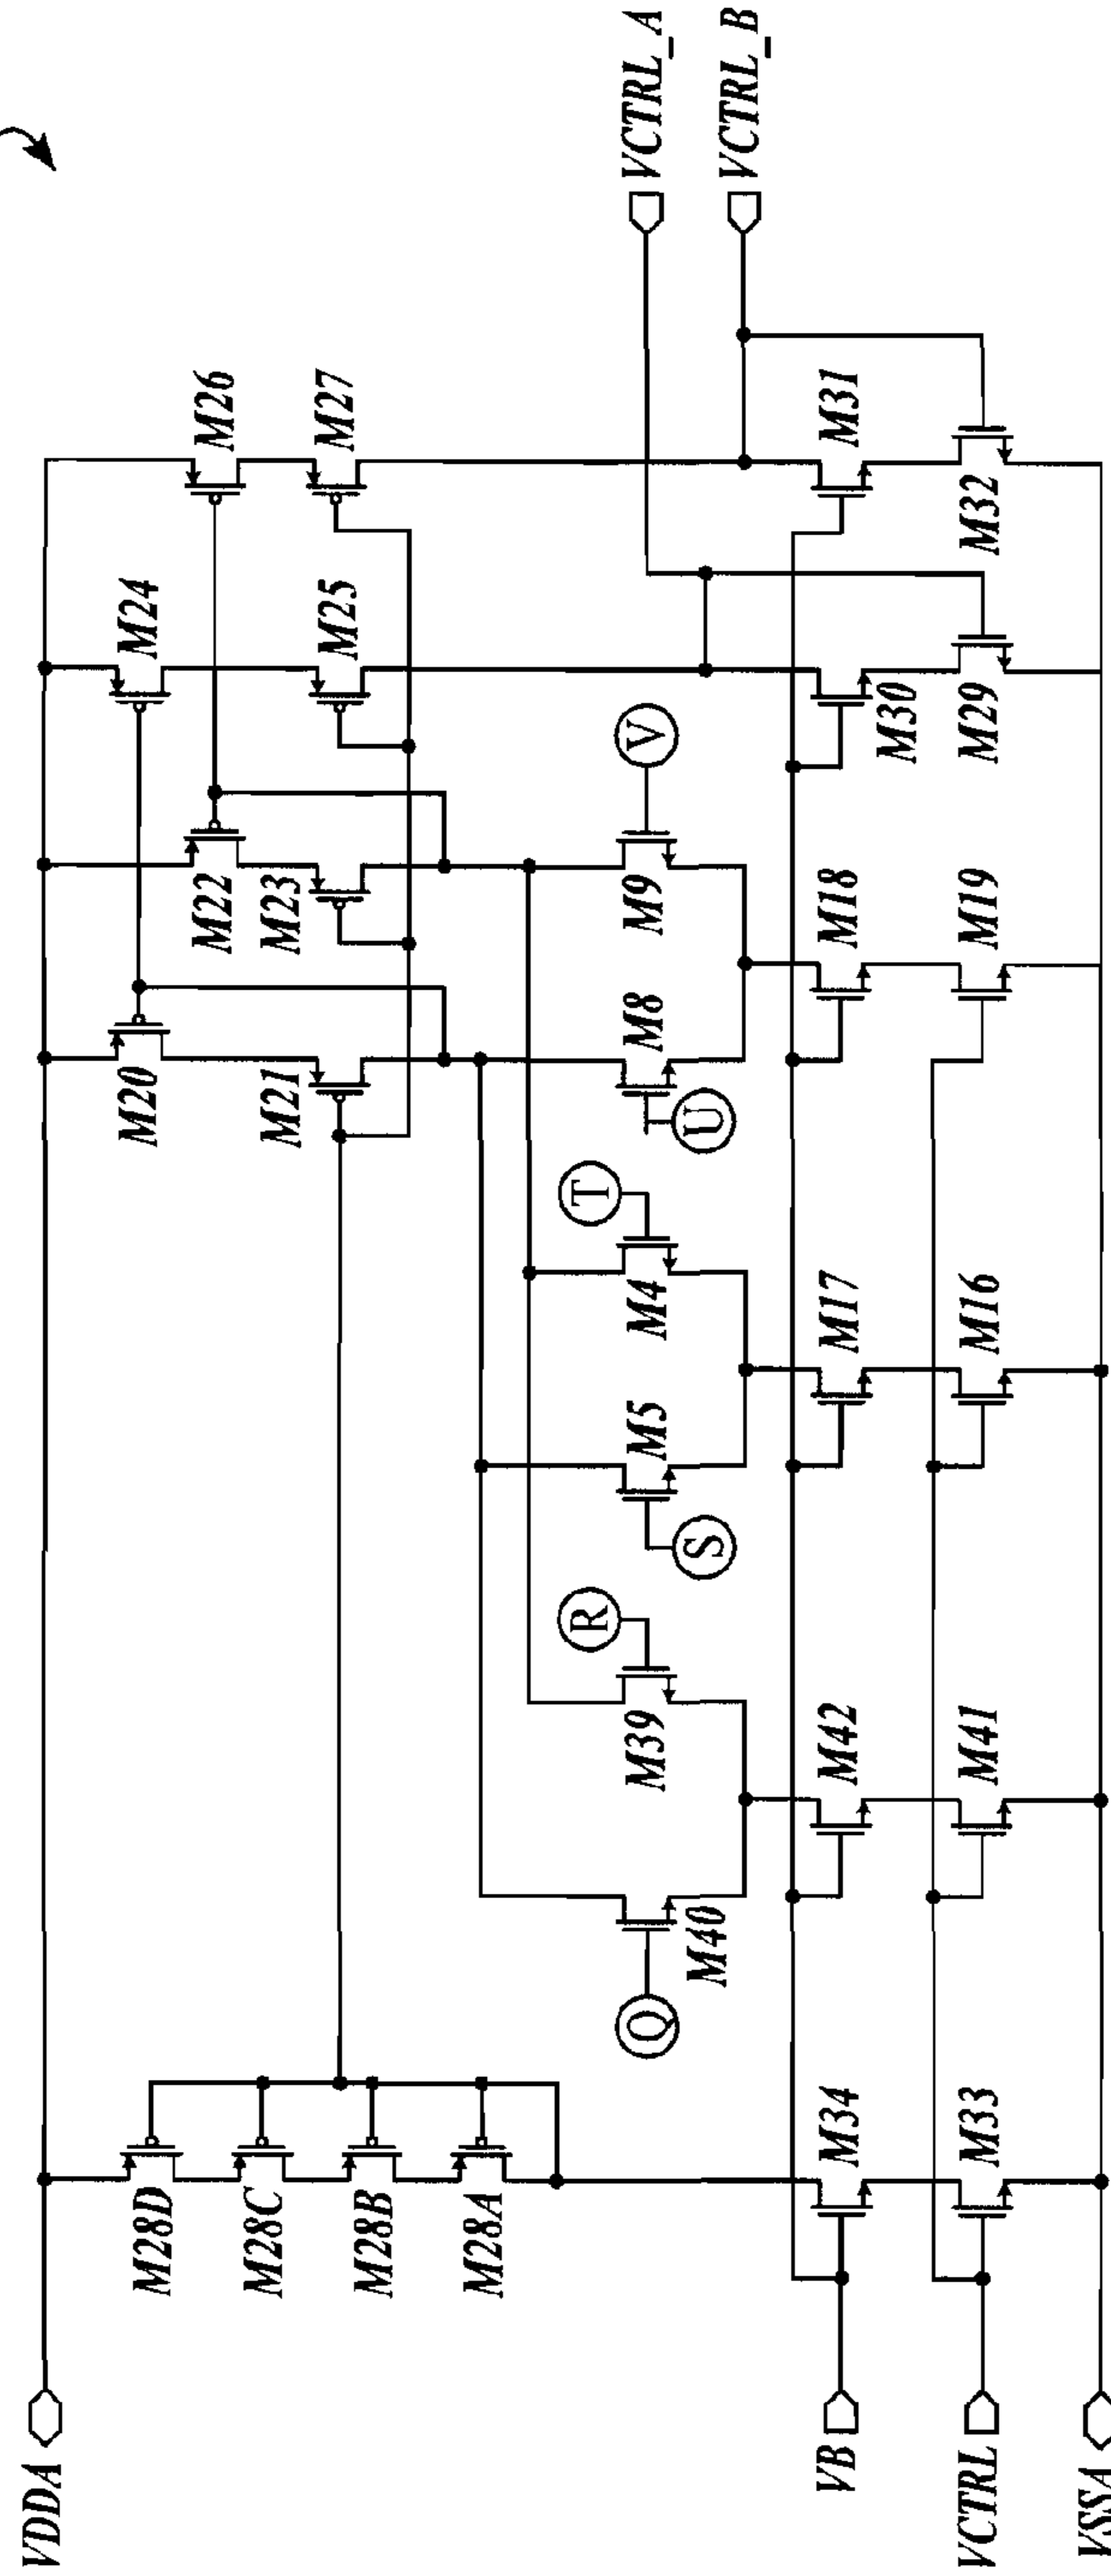 VDDA
M28D
M28C
M28B
M28A
M20
M24
M22
M26
M21
M23
M25
M27
Q
M40
R
M39
S
M5
T
M4
U
M8
V
M9
VCTRL_A
VCTRL_B
VB
M34
M42
M17
M18
M30
M31
VCTRL
M33
M41
M16
M19
M29
M32
VSSA